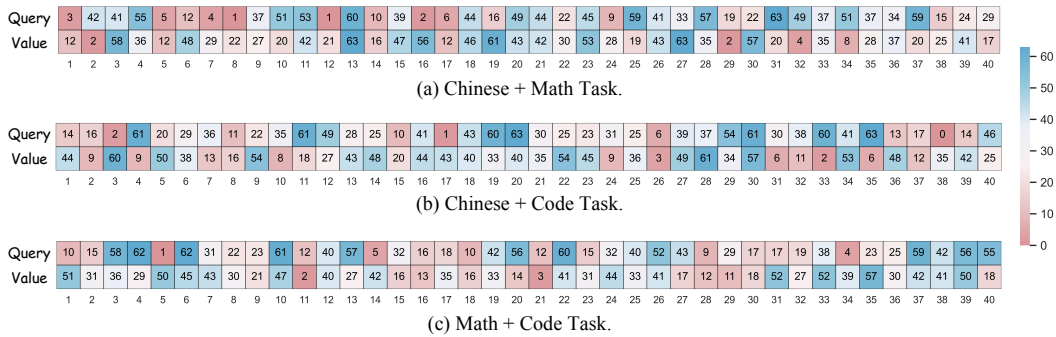 Query 3 42 41 55 5 12 4 1 37 51 53 1 60 10 39 2 6 44 20 49 44 22 45 9 59 41 33 57 19 22 63 49 37 51 37 34 59 15 24 29
Value 12 2 58 36 12 48 29 22 27 20 42 21 63 16 47 56 12 46 61 43 42 30 53 28 19 43 63 35 2 57 20 4 35 8 28 37 20 25 39 41 17
1 2 3 4 5 6 7 8 9 10 11 12 13 14 15 16 17 18 19 20 21 22 23 24 25 26 27 28 29 30 31 32 33 34 35 36 37 38 39 40
(a) Chinese + Math Task.
Query 14 16 2 61 20 29 36 11 22 35 61 49 28 25 10 41 1 43 60 63 30 25 23 31 25 6 39 37 54 61 30 38 60 41 63 13 17 0 14 46
Value 44 9 60 9 50 38 13 16 54 8 18 27 43 48 20 44 43 40 33 40 35 54 45 9 36 3 49 61 34 57 6 11 2 53 6 48 12 35 42 25
1 2 3 4 5 6 7 8 9 10 11 12 13 14 15 16 17 18 19 20 21 22 23 24 25 26 27 28 29 30 31 32 33 34 35 36 37 38 39 40
(b) Chinese + Code Task.
Query 10 15 58 62 1 62 31 22 23 61 12 40 57 5 32 16 18 10 42 56 12 60 15 32 40 52 43 9 29 17 17 19 38 4 23 25 59 42 56 55
Value 51 31 36 29 50 45 43 30 21 47 2 40 27 42 16 13 35 16 33 14 3 41 31 44 33 41 17 12 11 18 52 27 52 39 57 30 42 41 50 18
1 2 3 4 5 6 7 8 9 10 11 12 13 14 15 16 17 18 19 20 21 22 23 24 25 26 27 28 29 30 31 32 33 34 35 36 37 38 39 40
(c) Math + Code Task.
60
50
40
30
20
10
0